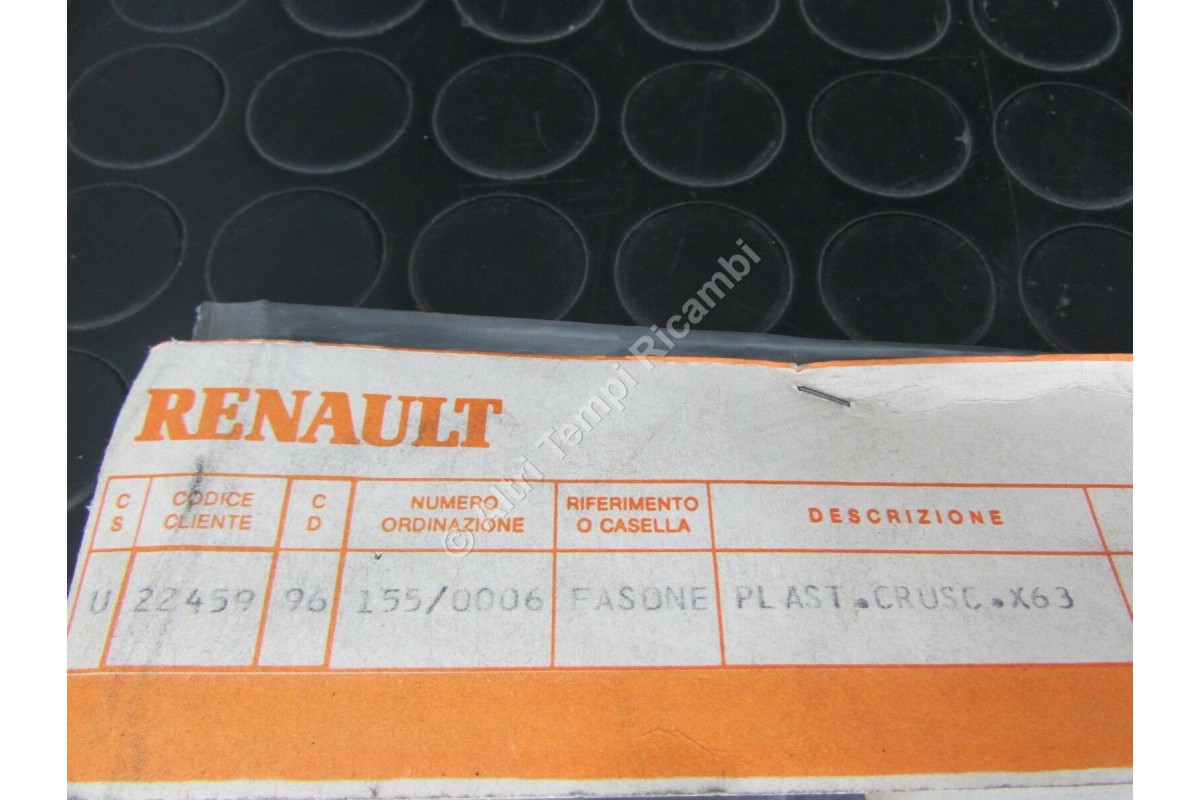 RENAULT
C S CODICE CLIENTE C D NUMERO ORDINAZIONE RIFERIMENTO O CASELLA DESCRIZIONE
U 22459 96 155/0006 FASONE PLAST.CRUSC.X63
© Altri Tempi Ricambi